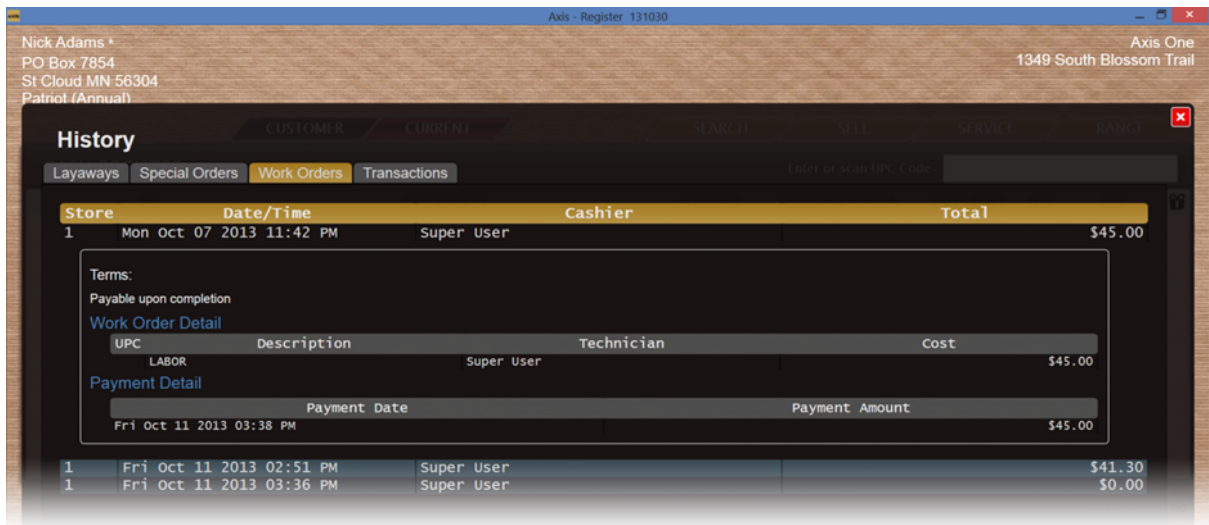 Axis - Register 131030
Nick Adams *
PO Box 7854
St Cloud MN 56304
Patriot (Annual)
Axis One
1349 South Blossom Trail
CUSTOMER CURRENT SEARCH SELL SERVICE RANGE
History
Layaways Special Orders Work Orders Transactions
Enter or scan UPC Code
Store Date/Time Cashier Total
1 Mon Oct 07 2013 11:42 PM Super User $45.00
Terms:
Payable upon completion
Work Order Detail
UPC Description Technician Cost
LABOR Super User $45.00
Payment Detail
Payment Date Payment Amount
Fri Oct 11 2013 03:38 PM $45.00
1 Fri Oct 11 2013 02:51 PM Super User $41.30
1 Fri Oct 11 2013 03:36 PM Super User $0.00